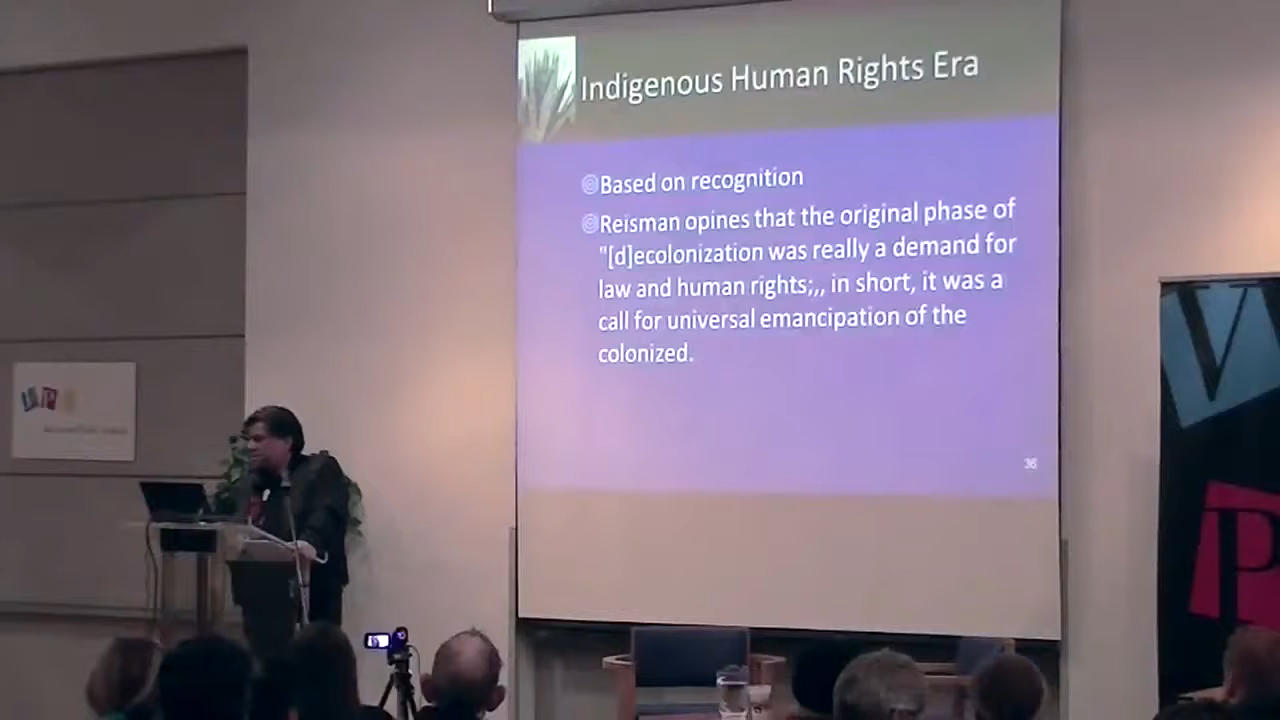 Indigenous Human Rights Era
Based on recognition
Reisman opines that the original phase of
"[d]ecolonization was really a demand for
law and human rights;,, in short, it was a
call for universal emancipation of the
colonized.
36
W
P